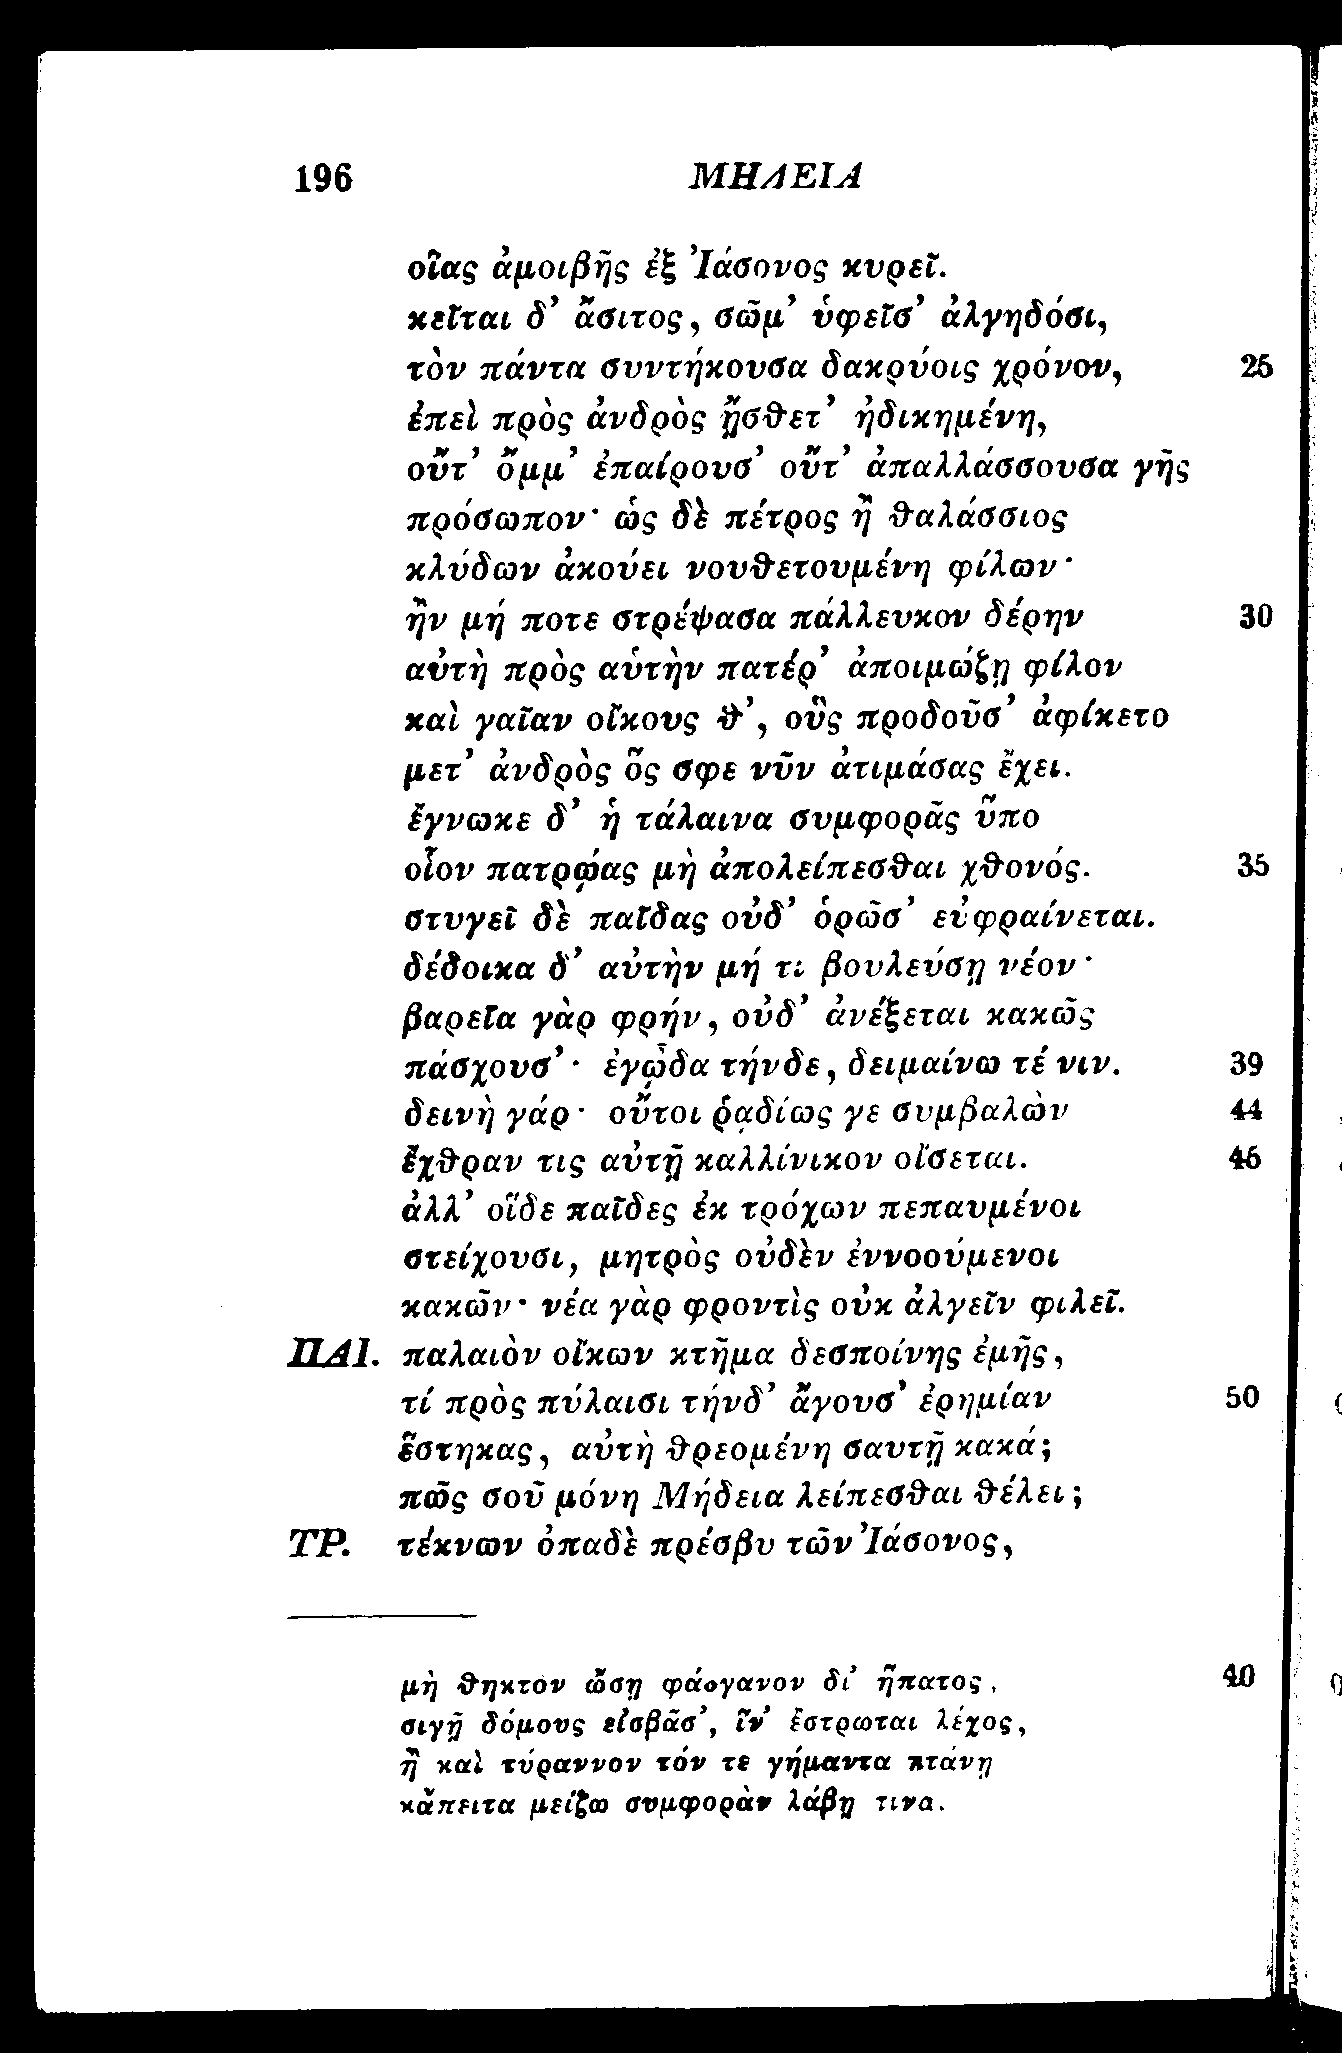 196 ΜΗΔΕΙΑ
οἵας ἀμοιβῆς ἐξ Ἰάσονος κυρεῖ.
κεῖται δ’ ἄσιτος, σῶμ’ ὑφεῖσ’ ἀλγηδόσι,
τὸν πάντα συντήκουσα δακρύοις χρόνον, 25
ἐπεὶ πρὸς ἀνδρὸς ᾔσθετ’ ἠδικημένη,
οὔτ’ ὄμμ’ ἐπαίρουσ’ οὔτ’ ἀπαλλάσσουσα γῆς
πρόσωπον· ὡς δὲ πέτρος ἢ θαλάσσιος
κλύδων ἀκούει νουθετουμένη φίλων·
ἢν μή ποτε στρέψασα πάλλευκον δέρην 30
αὐτὴ πρὸς αὑτὴν πατέρ’ ἀποιμώξῃ φίλον
καὶ γαῖαν οἴκους θ’, οὓς προδοῦσ’ ἀφίκετο
μετ’ ἀνδρὸς ὅς σφε νῦν ἀτιμάσας ἔχει.
ἔγνωκε δ’ ἡ τάλαινα συμφορᾶς ὕπο
οἷον πατρῴας μὴ ἀπολείπεσθαι χθονός. 35
στυγεῖ δὲ παῖδας οὐδ’ ὁρῶσ’ εὐφραίνεται.
δέδοικα δ’ αὐτὴν μή τι βουλεύσῃ νέον·
βαρεῖα γὰρ φρήν, οὐδ’ ἀνέξεται κακῶς
πάσχουσ’· ἐγᾦδα τήνδε, δειμαίνω τέ νιν. 39
δεινὴ γάρ· οὔτοι ῥᾳδίως γε συμβαλὼν 44
ἔχθραν τις αὐτῇ καλλίνικον οἴσεται. 45
ἀλλ’ οἵδε παῖδες ἐκ τρόχων πεπαυμένοι
στείχουσι, μητρὸς οὐδὲν ἐννοούμενοι
κακῶν· νέα γὰρ φροντὶς οὐκ ἀλγεῖν φιλεῖ.
ΠΑΙ. παλαιὸν οἴκων κτῆμα δεσποίνης ἐμῆς,
τί πρὸς πύλαισι τήνδ’ ἄγουσ’ ἐρημίαν 50
ἕστηκας, αὐτὴ θρεομένη σαυτῇ κακά;
πῶς σοῦ μόνη Μήδεια λείπεσθαι θέλει;
ΤΡ. τέκνων ὀπαδὲ πρέσβυ τῶν Ἰάσονος,
μὴ θηκτὸν ὤσῃ φάσγανον δι’ ἥπατος, 40
σιγῇ δόμους εἰσβᾶσ’, ἵν’ ἔστρωται λέχος,
ἢ καὶ τύραννον τόν τε γήμαντα κτάνῃ
κἄπειτα μείζω συμφορὰν λάβῃ τινα.